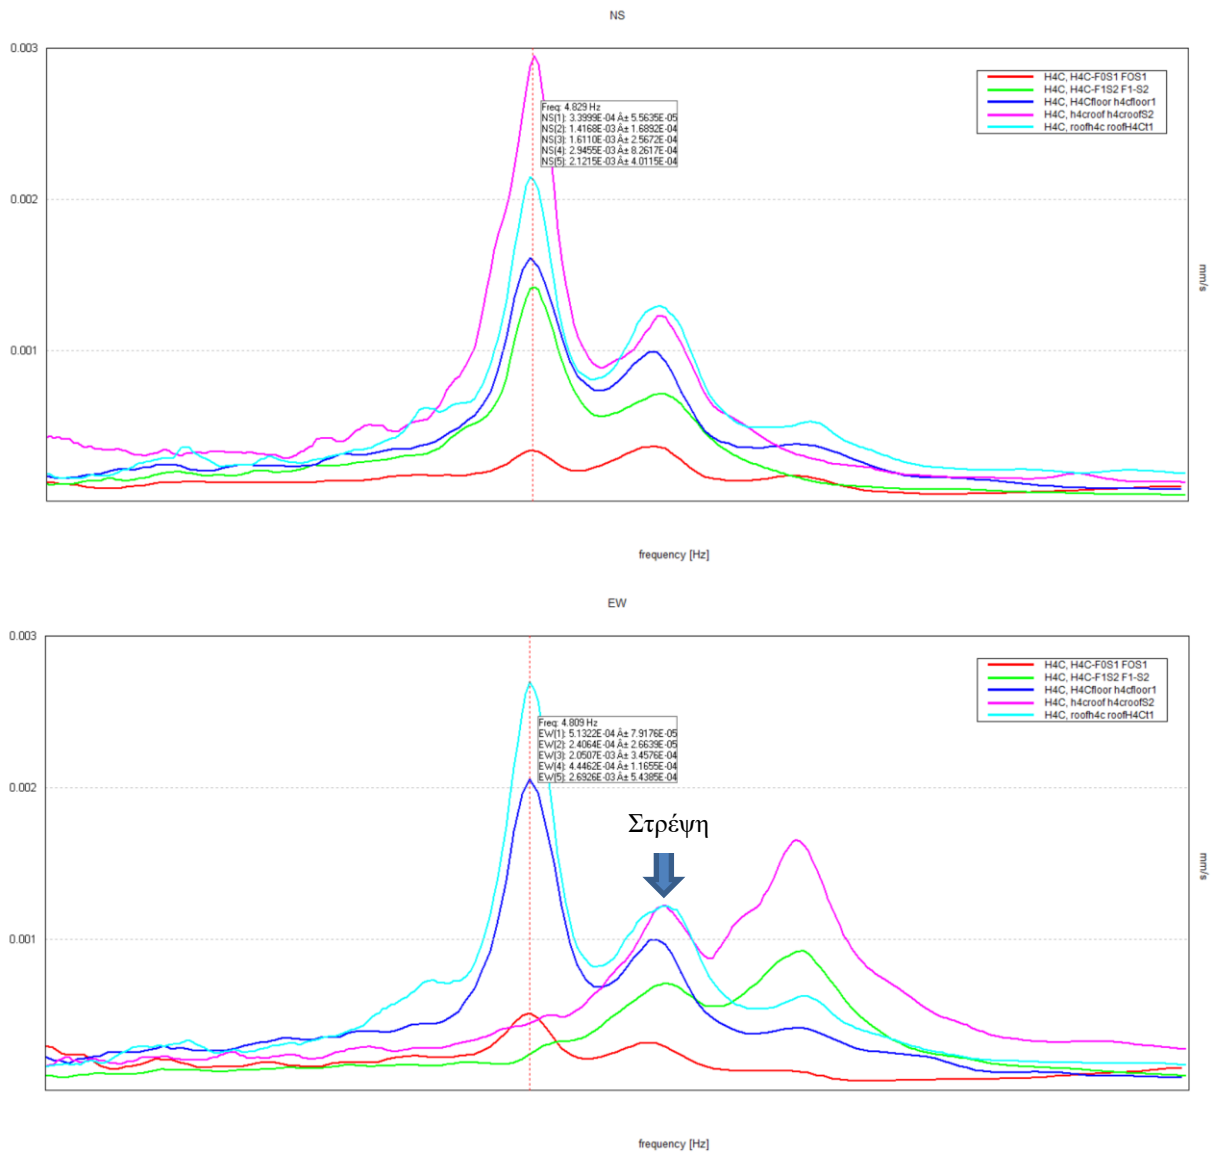 NS
0.003
H4C, H4C-F0S1 FOS1
H4C, H4C-F1S2 F1-S2
H4C, H4Cfloor h4cfloor1
H4C, h4croof h4croofS2
H4C, roofh4c roofH4Ct1
Freq: 4.829 Hz
NS(1): 3.3999E-04 Â± 5.5635E-05
NS(2): 1.4168E-03 Â± 1.6892E-04
NS(3): 1.6110E-03 Â± 2.5672E-04
NS(4): 2.9455E-03 Â± 8.2617E-04
NS(5): 2.1215E-03 Â± 4.0115E-04
0.002
mm/s
0.001
frequency [Hz]
EW
0.003
H4C, H4C-F0S1 FOS1
H4C, H4C-F1S2 F1-S2
H4C, H4Cfloor h4cfloor1
H4C, h4croof h4croofS2
H4C, roofh4c roofH4Ct1
Freq: 4.809 Hz
EW(1): 5.1322E-04 Â± 7.9176E-05
EW(2): 2.4064E-04 Â± 2.6639E-05
EW(3): 2.0507E-03 Â± 3.4576E-04
EW(4): 4.4462E-04 Â± 1.1655E-04
EW(5): 2.6926E-03 Â± 5.4385E-04
0.002
Στρέψη
mm/s
0.001
frequency [Hz]